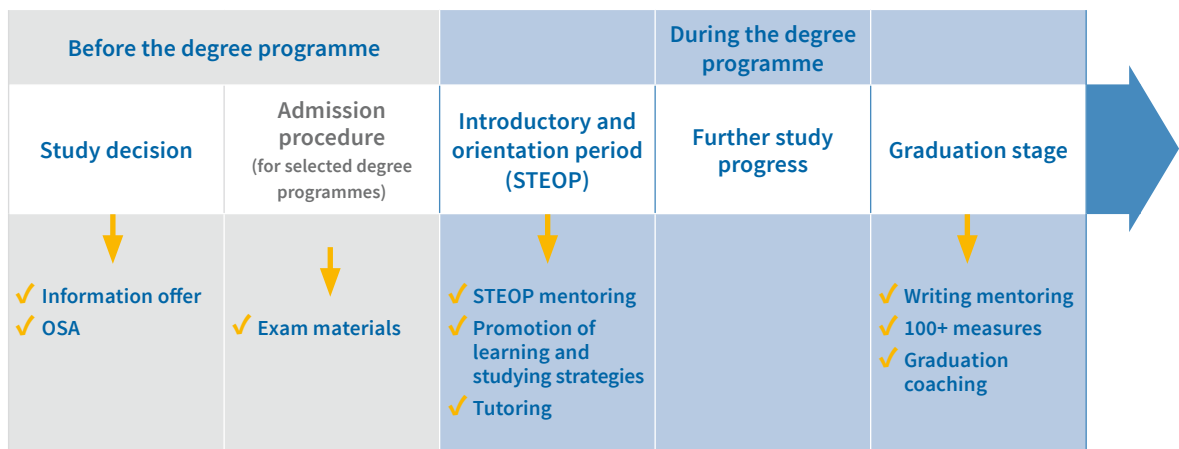 Before the degree programme
During the degree
programme
Study decision
Admission
procedure
(for selected degree
programmes)
Introductory and
orientation period
(STEOP)
Further study
progress
Graduation stage
✓ Information offer
✓ OSA
✓ Exam materials
✓ STEOP mentoring
✓ Promotion of
learning and
studying strategies
✓ Tutoring
✓ Writing mentoring
✓ 100+ measures
✓ Graduation
coaching